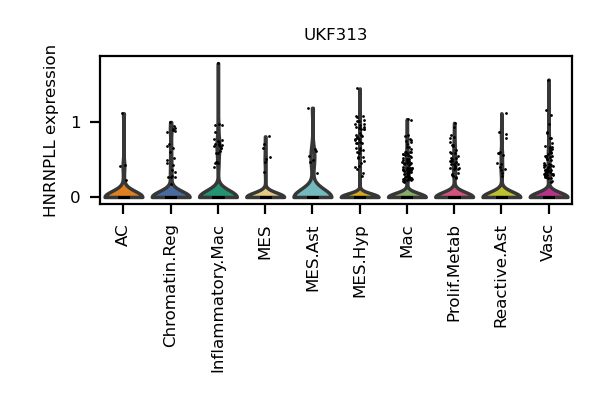 UKF313
HNRNPLL expression
1
0
AC
Chromatin.Reg
Inflammatory.Mac
MES
MES.Ast
MES.Hyp
Mac
Prolif.Metab
Reactive.Ast
Vasc